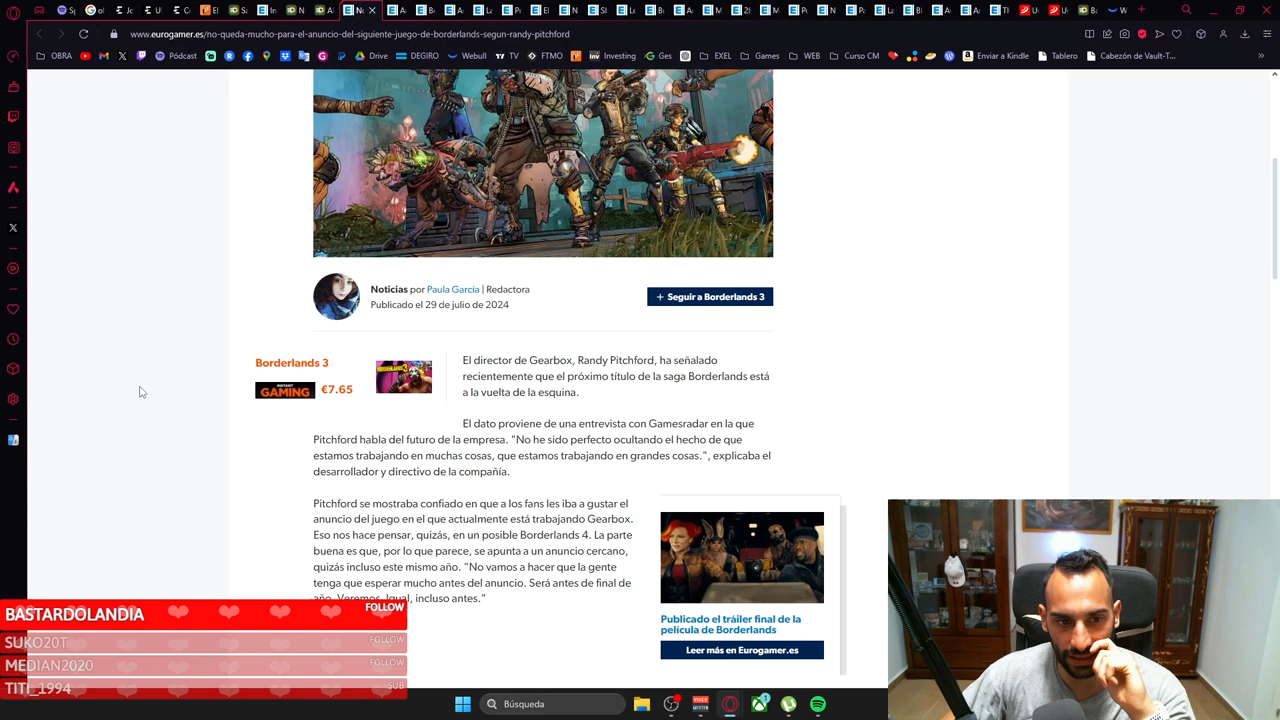 www.eurogamer.es/no-queda-mucho-para-el-anuncio-del-siguiente-juego-de-borderlands-segun-randy-pitchford
OBRA
Pódcast
Drive
DEGIRO
Webull
TV
FTMO
Investing
Ges
EXEL
Games
WEB
Curso CM
Enviar a Kindle
Tablero
Cabezón de Vault-T...
Noticias por Paula García | Redactora
Publicado el 29 de julio de 2024
+ Seguir a Borderlands 3
Borderlands 3
INSTANT GAMING €7.65
El director de Gearbox, Randy Pitchford, ha señalado
recientemente que el próximo título de la saga Borderlands está
a la vuelta de la esquina.
El dato proviene de una entrevista con Gamesradar en la que
Pitchford habla del futuro de la empresa. "No he sido perfecto ocultando el hecho de que
estamos trabajando en muchas cosas, que estamos trabajando en grandes cosas.", explicaba el
desarrollador y directivo de la compañía.
Pitchford se mostraba confiado en que a los fans les iba a gustar el
anuncio del juego en el que actualmente está trabajando Gearbox.
Eso nos hace pensar, quizás, en un posible Borderlands 4. La parte
buena es que, por lo que parece, se apunta a un anuncio cercano,
quizás incluso este mismo año. "No vamos a hacer que la gente
tenga que esperar mucho antes del anuncio. Será antes de final de
año. Veremos. Igual, incluso antes."
Publicado el tráiler final de la
película de Borderlands
Leer más en Eurogamer.es
BASTARDOLANDIA FOLLOW
SUKO20T FOLLOW
MEDIAN2020 FOLLOW
TITI_1994 -SUB
Búsqueda